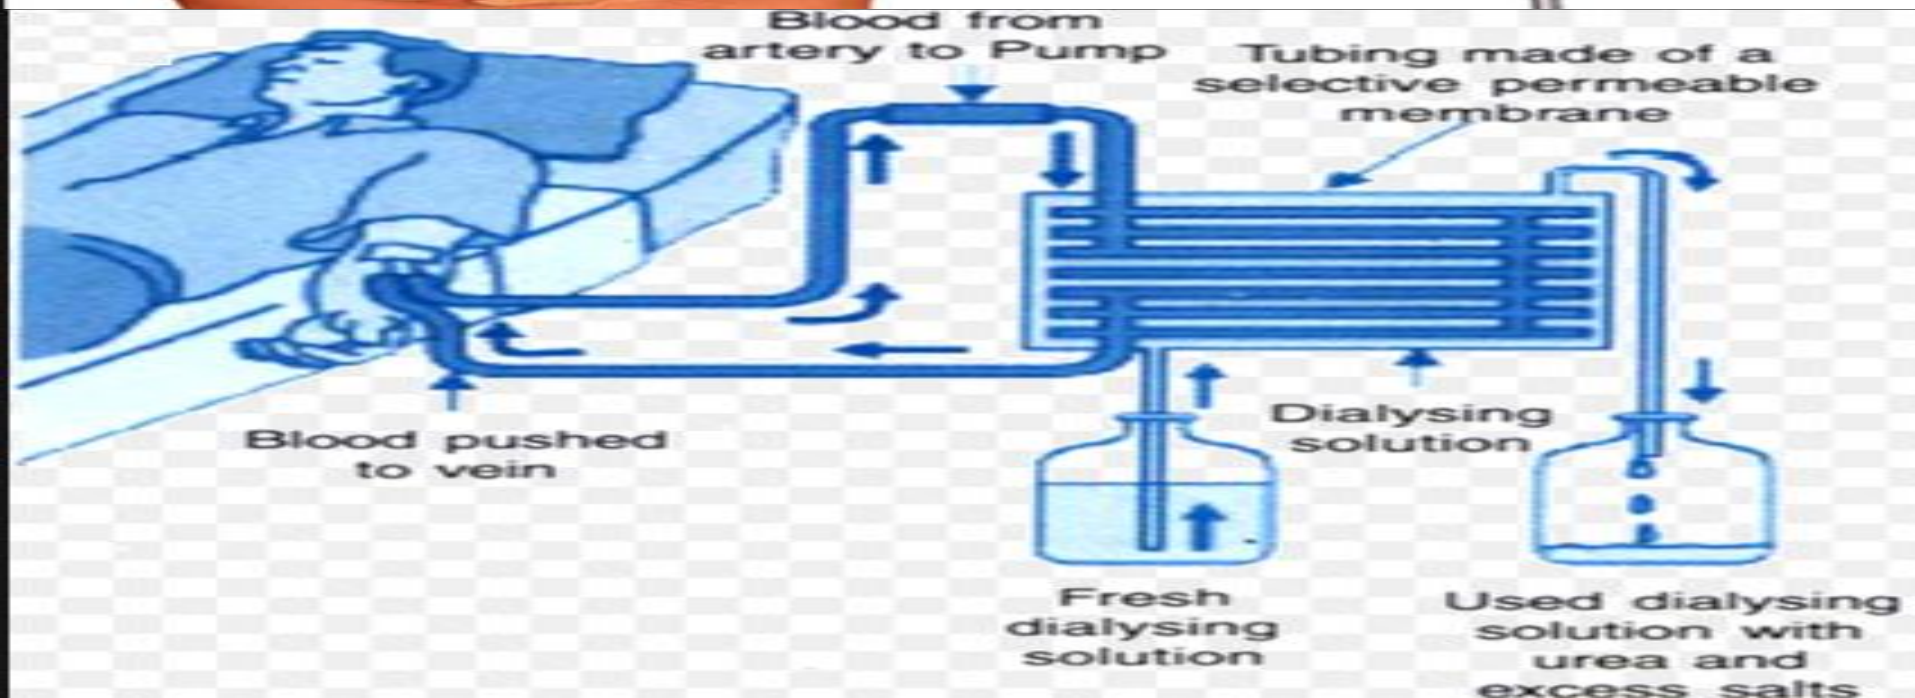 Blood from
artery to Pump
Tubing made of a
selective permeable
membrane
Blood pushed
to vein
Dialysing
solution
Fresh
dialysing
solution
Used dialysing
solution with
urea and
excess salts